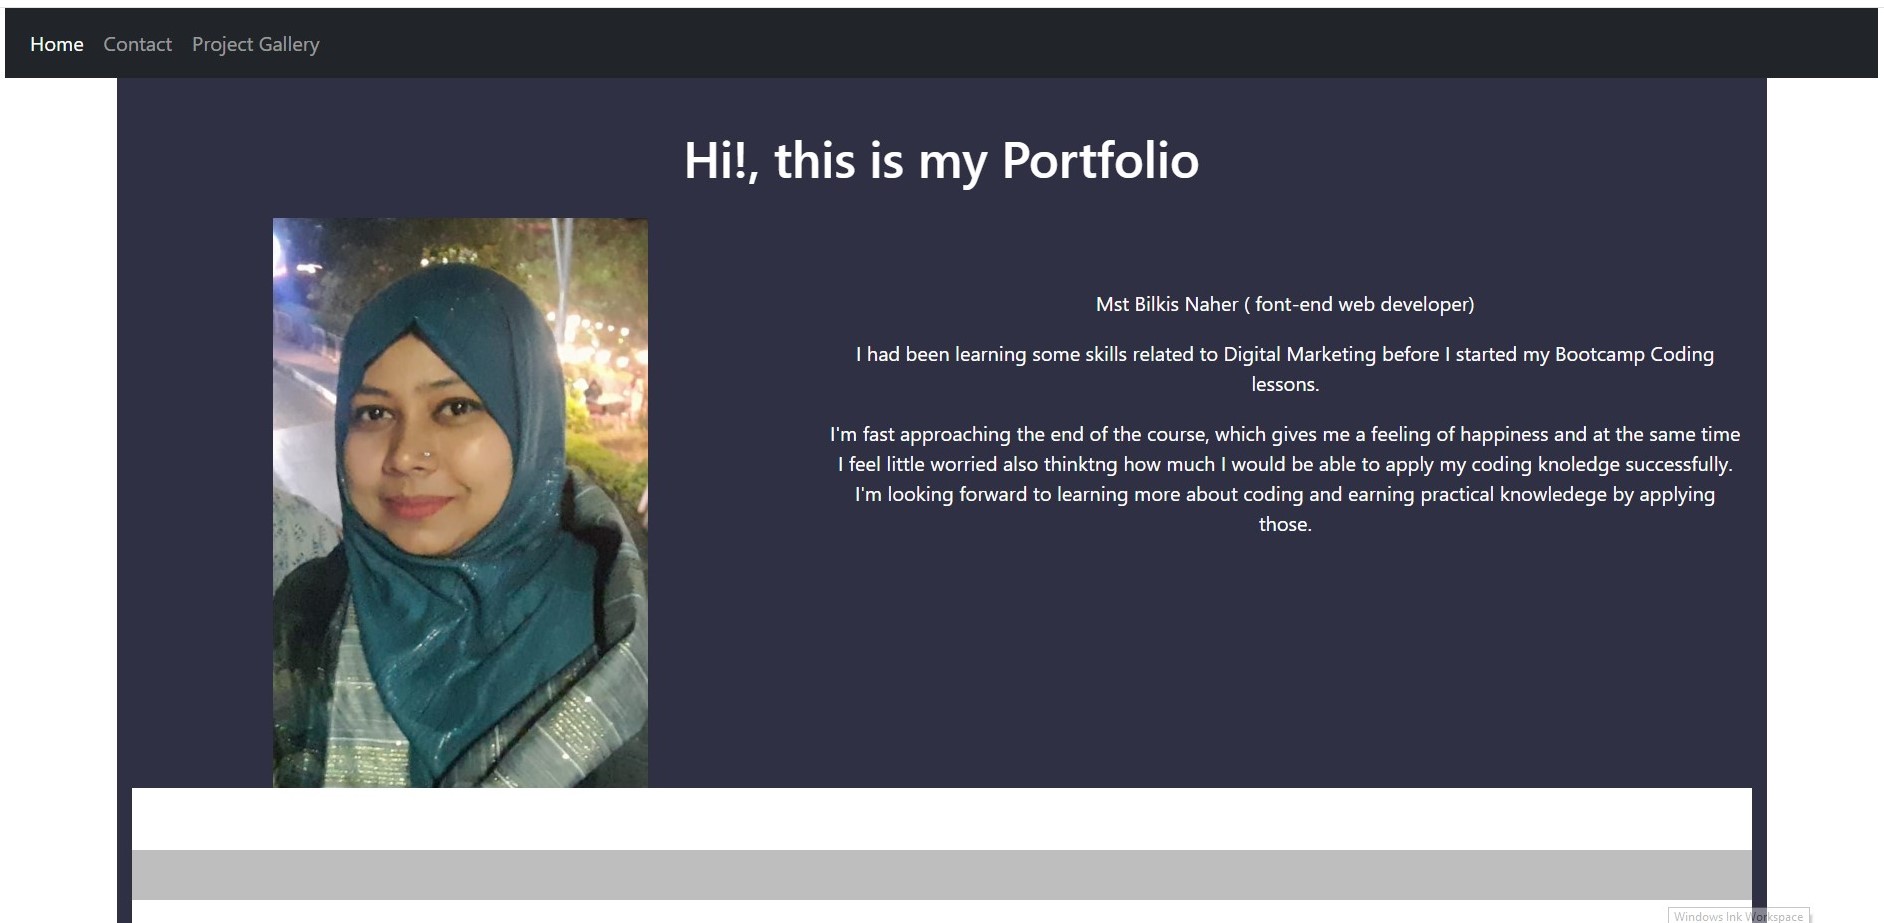 Home Contact Project Gallery
Hi!, this is my Portfolio
Mst Bilkis Naher ( font-end web developer)
I had been learning some skills related to Digital Marketing before I started my Bootcamp Coding
lessons.
I'm fast approaching the end of the course, which gives me a feeling of happiness and at the same time
I feel little worried also thinktng how much I would be able to apply my coding knoledge successfully.
I'm looking forward to learning more about coding and earning practical knowledege by applying
those.
Windows Ink Workspace